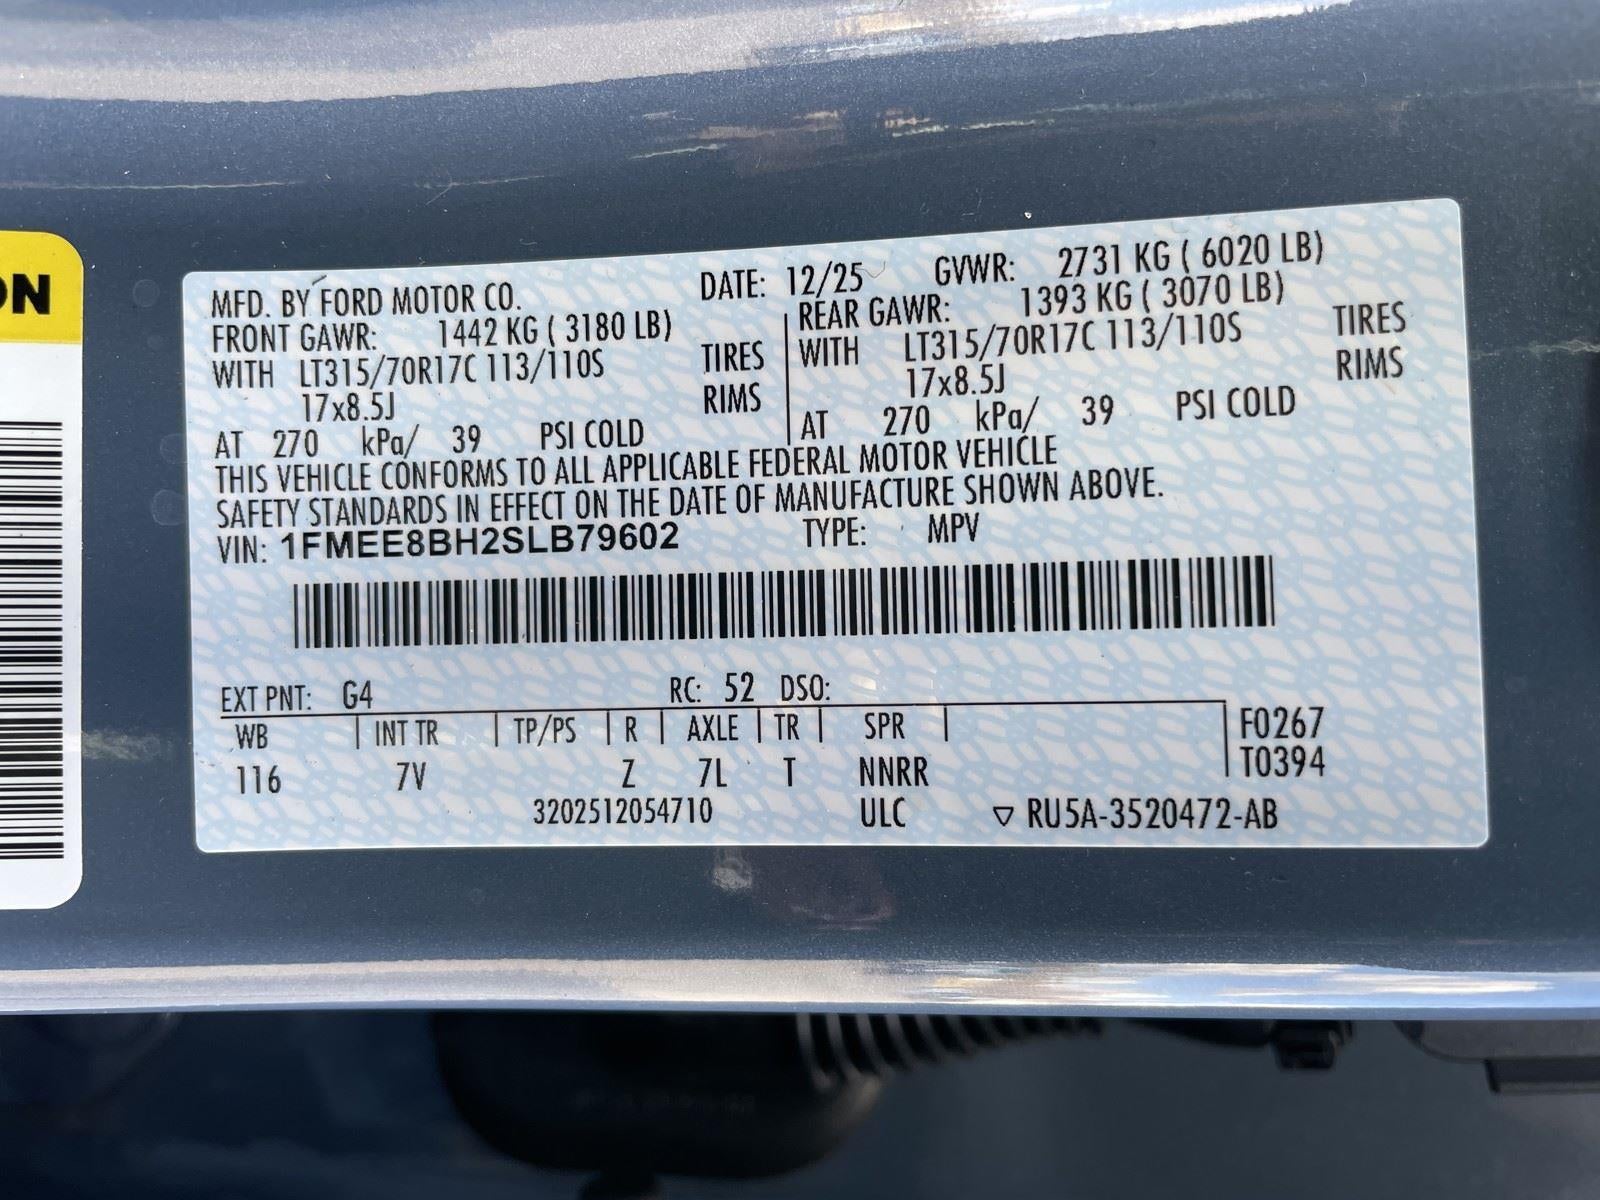 ON
MFD. BY FORD MOTOR CO. DATE: 12/25 GVWR: 2731 KG ( 6020 LB)
FRONT GAWR: 1442 KG ( 3180 LB) REAR GAWR: 1393 KG ( 3070 LB)
WITH LT315/70R17C 113/110S TIRES WITH LT315/70R17C 113/110S TIRES
17x8.5J RIMS 17x8.5J RIMS
AT 270 kPa/ 39 PSI COLD AT 270 kPa/ 39 PSI COLD
THIS VEHICLE CONFORMS TO ALL APPLICABLE FEDERAL MOTOR VEHICLE
SAFETY STANDARDS IN EFFECT ON THE DATE OF MANUFACTURE SHOWN ABOVE.
VIN: 1FMEE8BH2SLB79602 TYPE: MPV
EXT PNT: G4 RC: 52 DSO:
WB | INT TR | TP/PS | R | AXLE | TR | SPR | F0267
116 7V Z 7L T NNRR T0394
3202512054710 ULC ▽ RU5A-3520472-AB